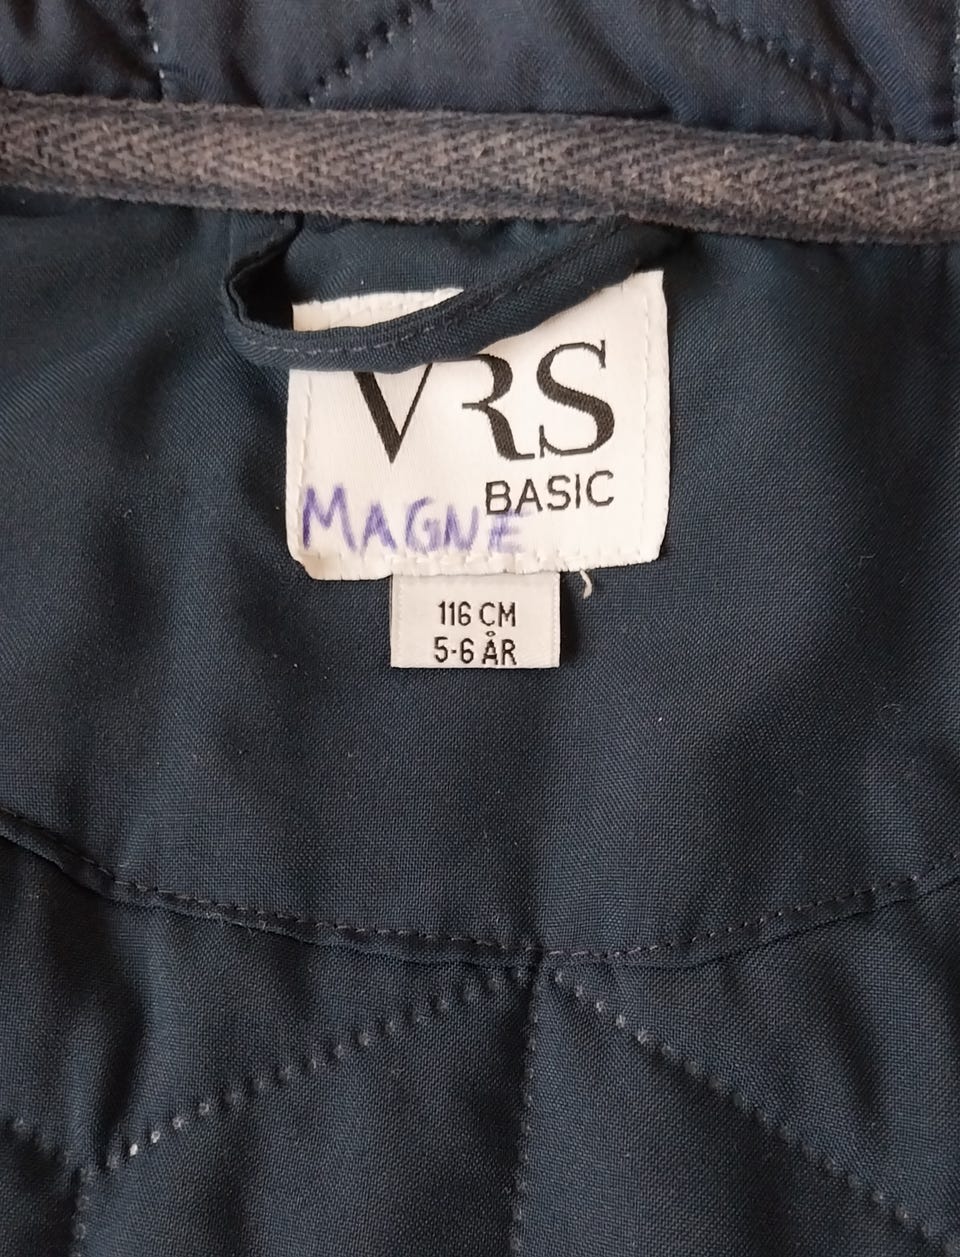 VRS
BASIC
MAGNE
116 CM
5-6 ÅR